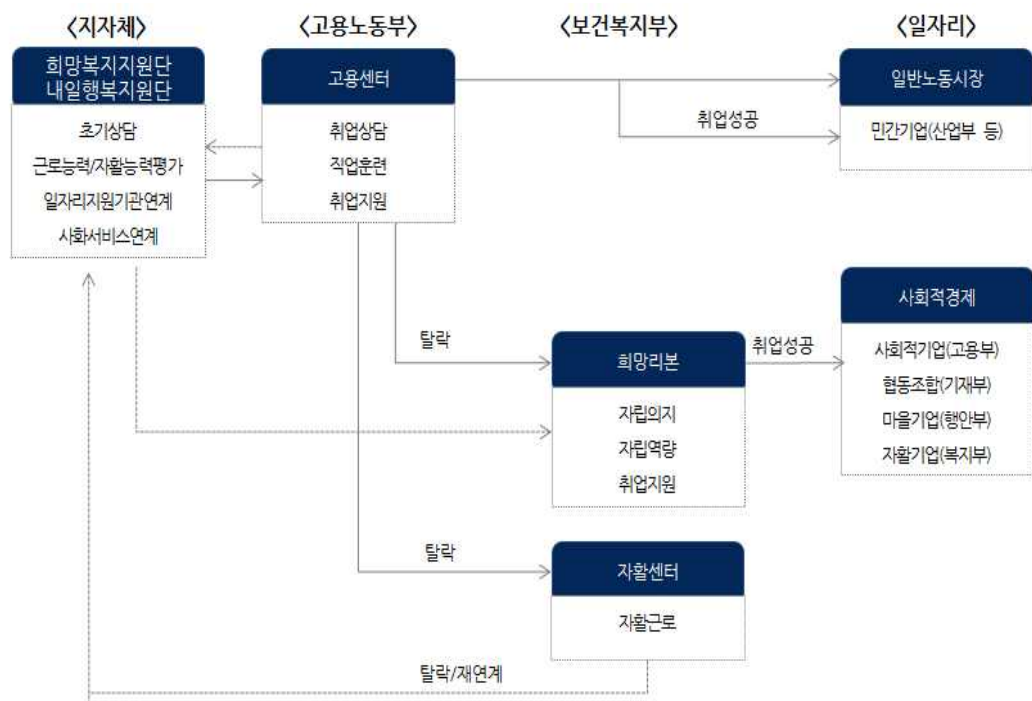 <지자체>
<고용노동부>
<보건복지부>
<일자리>
희망복지지원단
내일행복지원단
초기상담
근로능력/자활능력평가
일자리지원기관연계
사화서비스연계
고용센터
취업상담
직업훈련
취업지원
일반노동시장
민간기업(산업부 등)
취업성공
사회적경제
사회적기업(고용부)
협동조합(기재부)
마을기업(행안부)
자활기업(복지부)
탈락
희망리본
자립의지
자립역량
취업지원
취업성공
탈락
자활센터
자활근로
탈락/재연계